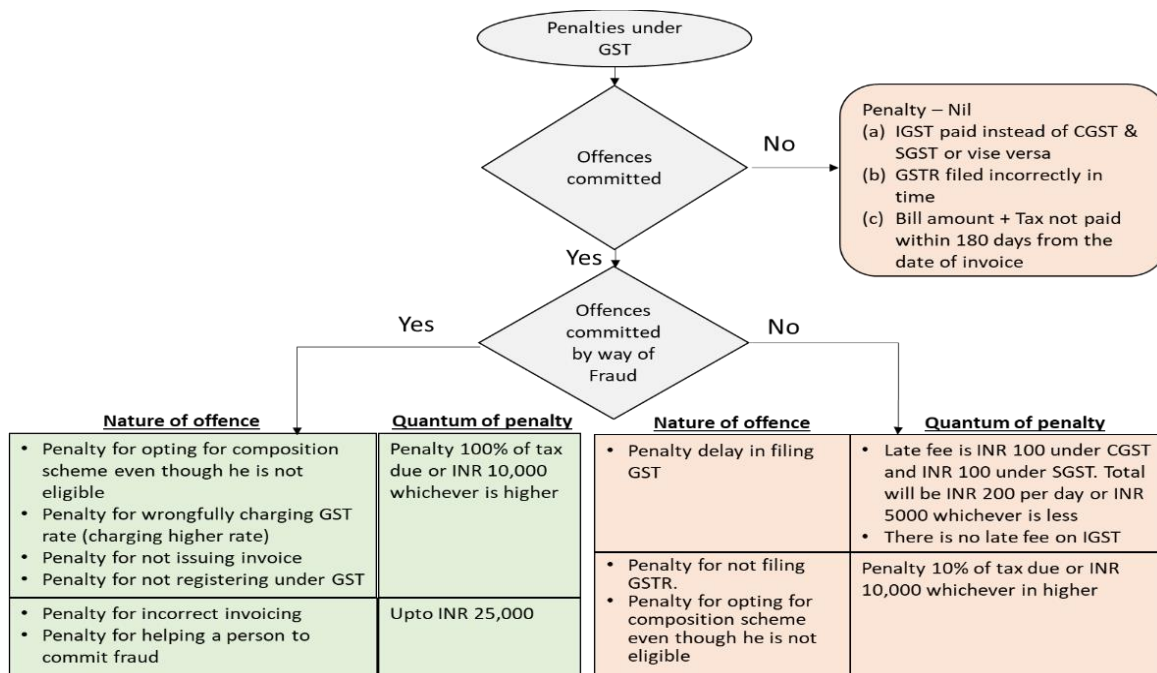 Penalties under
GST
Offences
committed
No
Penalty – Nil
(a) IGST paid instead of CGST &
SGST or vise versa
(b) GSTR filed incorrectly in
time
(c) Bill amount + Tax not paid
within 180 days from the
date of invoice
Yes
Offences
committed
by way of
Fraud
Yes
No
Nature of offence
Quantum of penalty
• Penalty for opting for composition
scheme even though he is not
eligible
• Penalty for wrongfully charging GST
rate (charging higher rate)
• Penalty for not issuing invoice
• Penalty for not registering under GST
Penalty 100% of tax
due or INR 10,000
whichever is higher
• Penalty for incorrect invoicing
• Penalty for helping a person to
commit fraud
Upto INR 25,000
Nature of offence
Quantum of penalty
• Penalty delay in filing
GST
• Late fee is INR 100 under CGST
and INR 100 under SGST. Total
will be INR 200 per day or INR
5000 whichever is less
• There is no late fee on IGST
• Penalty for not filing
GSTR.
• Penalty for opting for
composition scheme
even though he is not
eligible
Penalty 10% of tax due or INR
10,000 whichever in higher